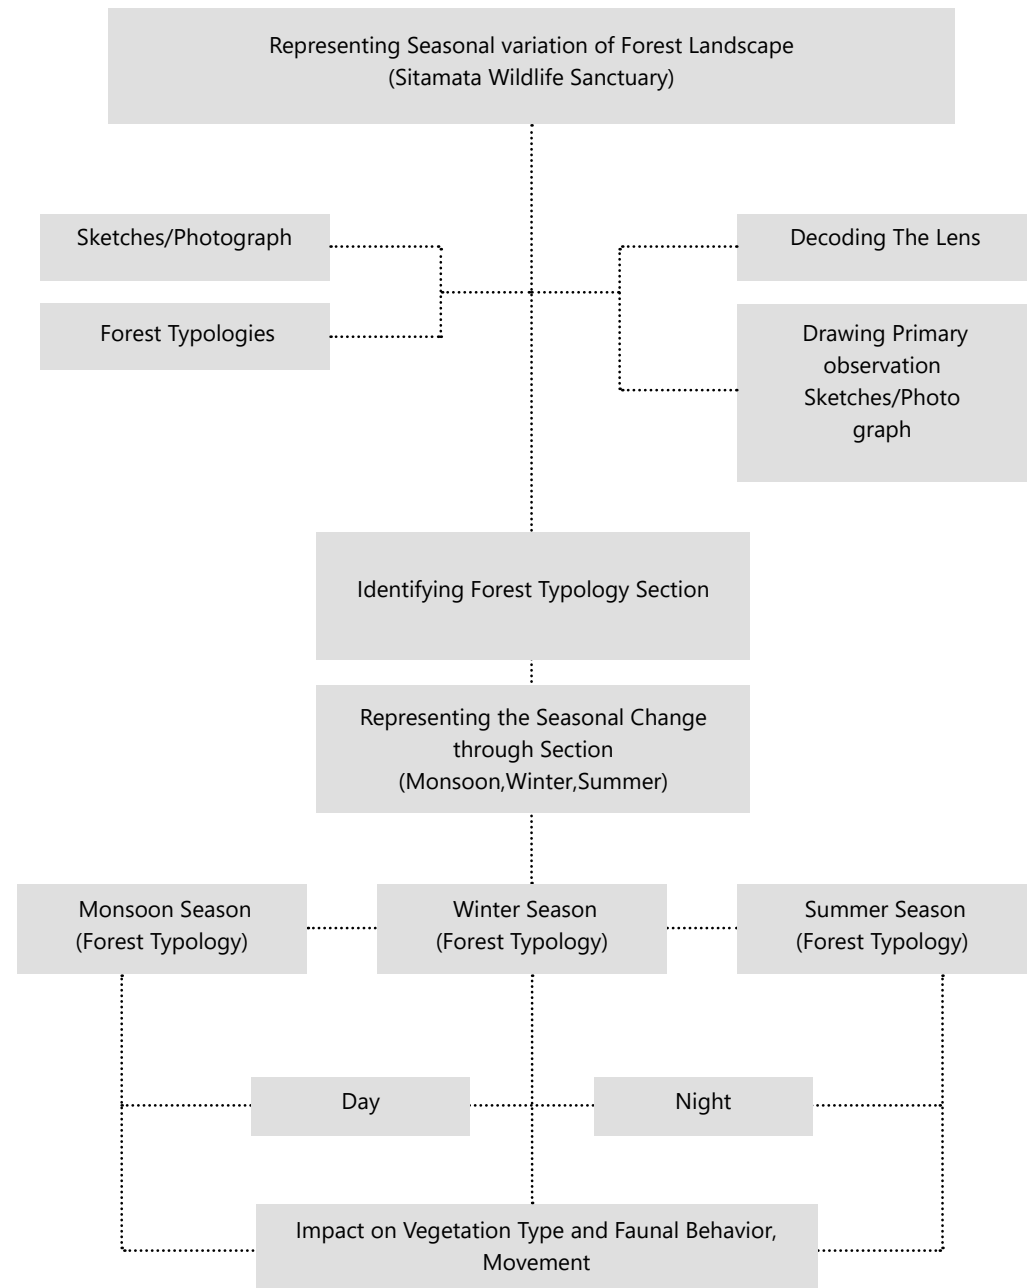 Representing Seasonal variation of Forest Landscape
(Sitamata Wildlife Sanctuary)
Sketches/Photograph
Decoding The Lens
Forest Typologies
Drawing Primary
observation
Sketches/Photo
graph
Identifying Forest Typology Section
Representing the Seasonal Change
through Section
(Monsoon,Winter,Summer)
Monsoon Season
(Forest Typology)
Winter Season
(Forest Typology)
Summer Season
(Forest Typology)
Day
Night
Impact on Vegetation Type and Faunal Behavior,
Movement